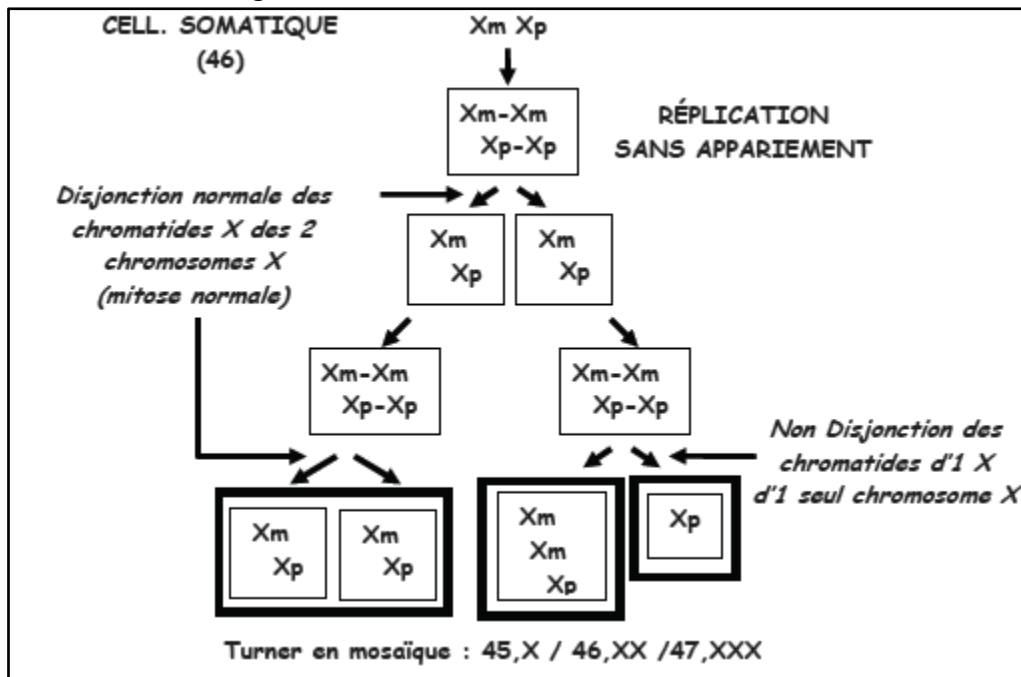 CELL. SOMATIQUE
(46)
Xm Xp
Xm-Xm
Xp-Xp
RÉPLICATION
SANS APPARIEMENT
Disjonction normale des
chromatides X des 2
chromosomes X
(mitose normale)
Xm
Xp
Xm
Xp
Xm-Xm
Xp-Xp
Xm-Xm
Xp-Xp
Non Disjonction des
chromatides d'1 X
d'1 seul chromosome X
Xm
Xp
Xm
Xp
Xm
Xm
Xp
Xp
Turner en mosaïque : 45,X / 46,XX /47,XXX